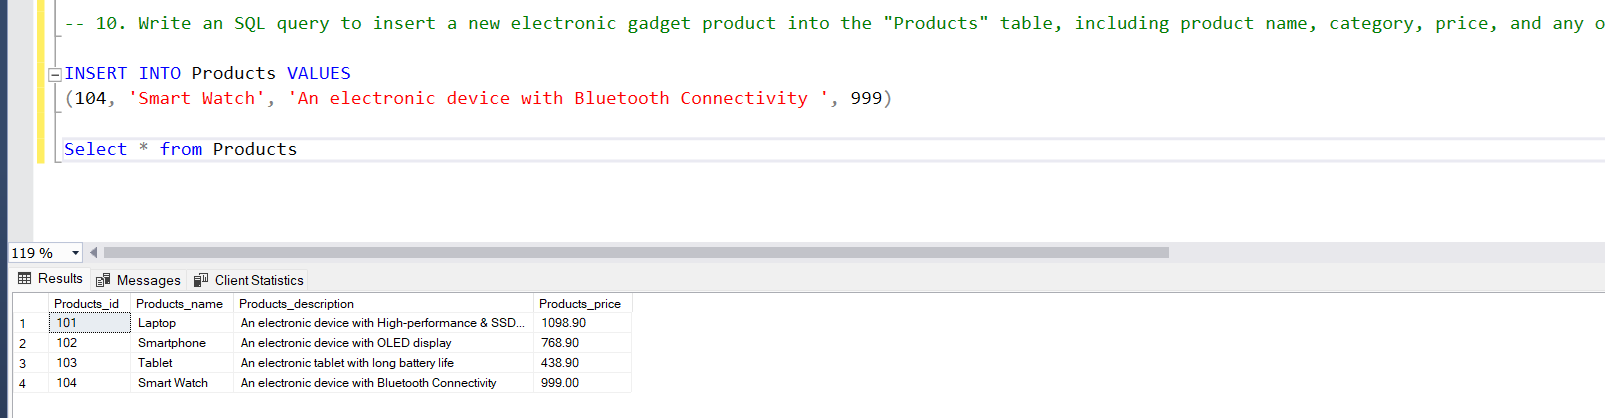 -- 10. Write an SQL query to insert a new electronic gadget product into the "Products" table, including product name, category, price, and any o
INSERT INTO Products VALUES
(104, 'Smart Watch', 'An electronic device with Bluetooth Connectivity ', 999)
Select * from Products
119 %
Results Messages Client Statistics
Products_id Products_name Products_description Products_price
1 101 Laptop An electronic device with High-performance & SSD... 1098.90
2 102 Smartphone An electronic device with OLED display 768.90
3 103 Tablet An electronic tablet with long battery life 438.90
4 104 Smart Watch An electronic device with Bluetooth Connectivity 999.00